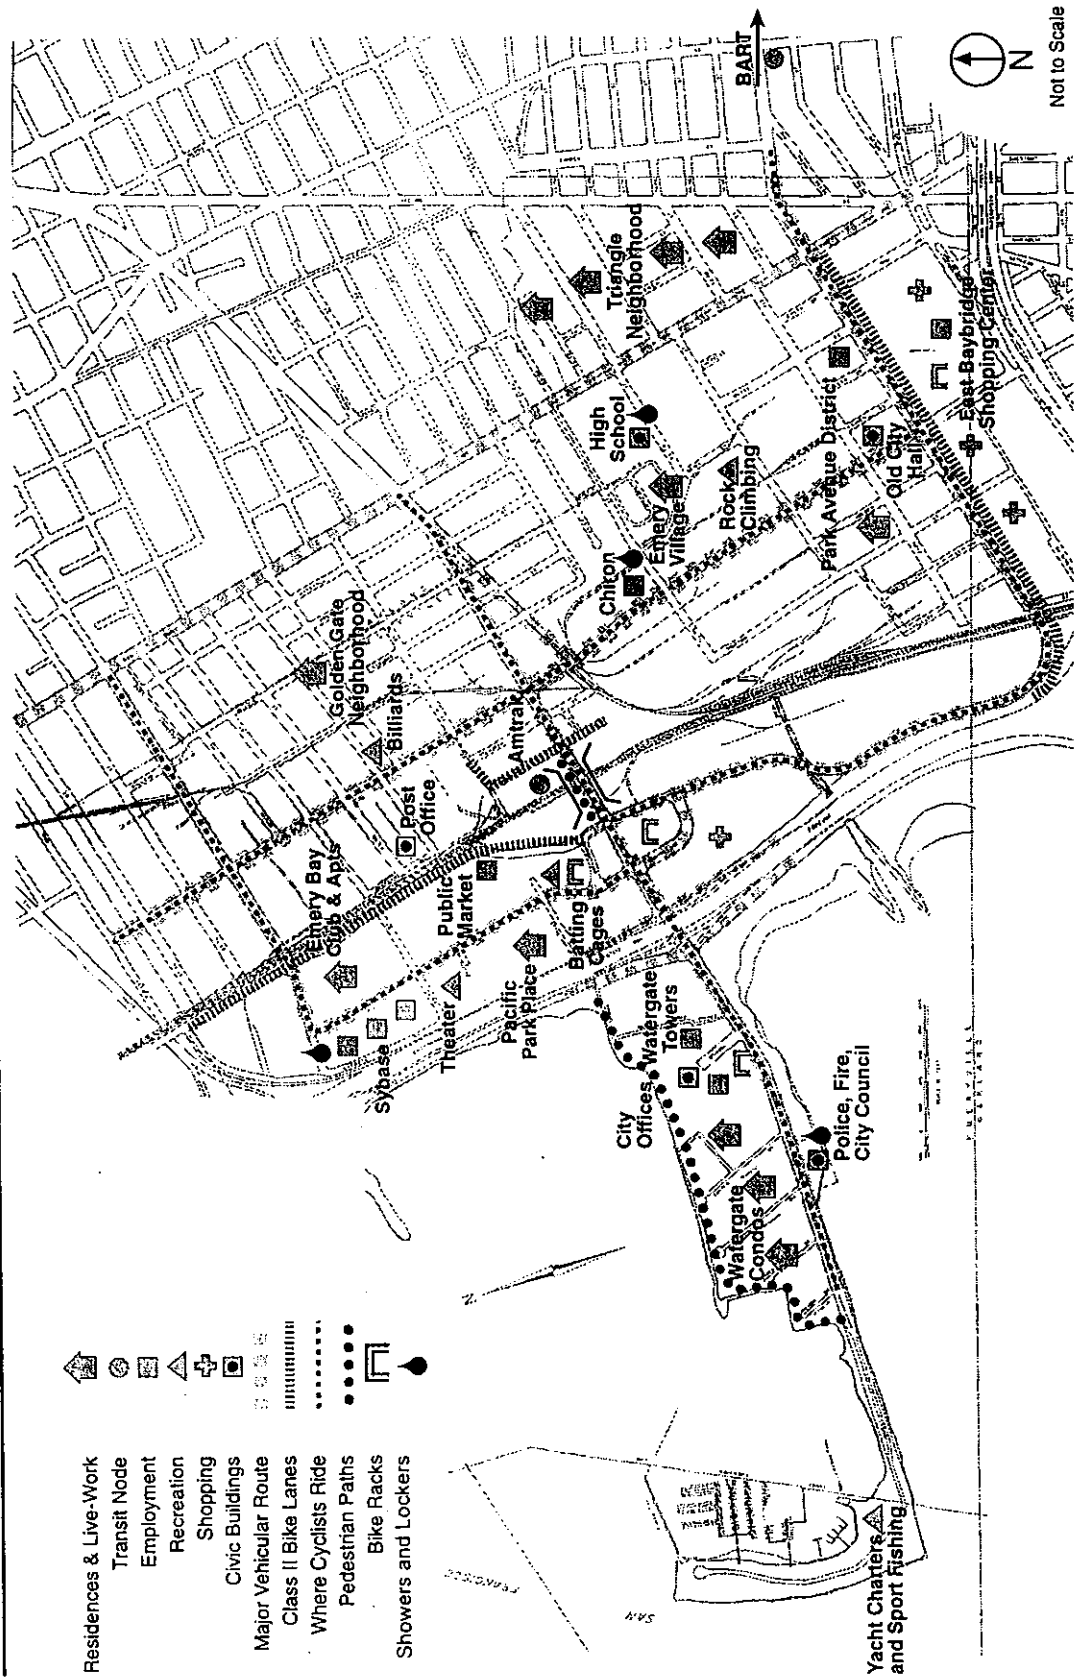 Residences & Live-Work
Transit Node
Employment
Recreation
Shopping
Civic Buildings
Major Vehicular Route
Class II Bike Lanes
Where Cyclists Ride
Pedestrian Paths
Bike Racks
Showers and Lockers
Emery Bay
Club & Apts
Sybase
Theater
Public
Market
Post
Office
Billiards
Golden Gate
Neighborhood
Amtrak
Pacific
Park Place
Batting
Cages
Watergate
Towers
City
Offices
Watergate
Condos
Police, Fire,
City Council
Yacht Charters
and Sport Fishing
Chiron
Emery
Village
High
School
Rock
Climbing
Triangle
Neighborhood
Park Avenue District
Old City
Hall
East Baybridge
Shopping Center
BART
N
Not to Scale
N
SAN
FRANCISCO
EMERYVILLE
OAKLAND